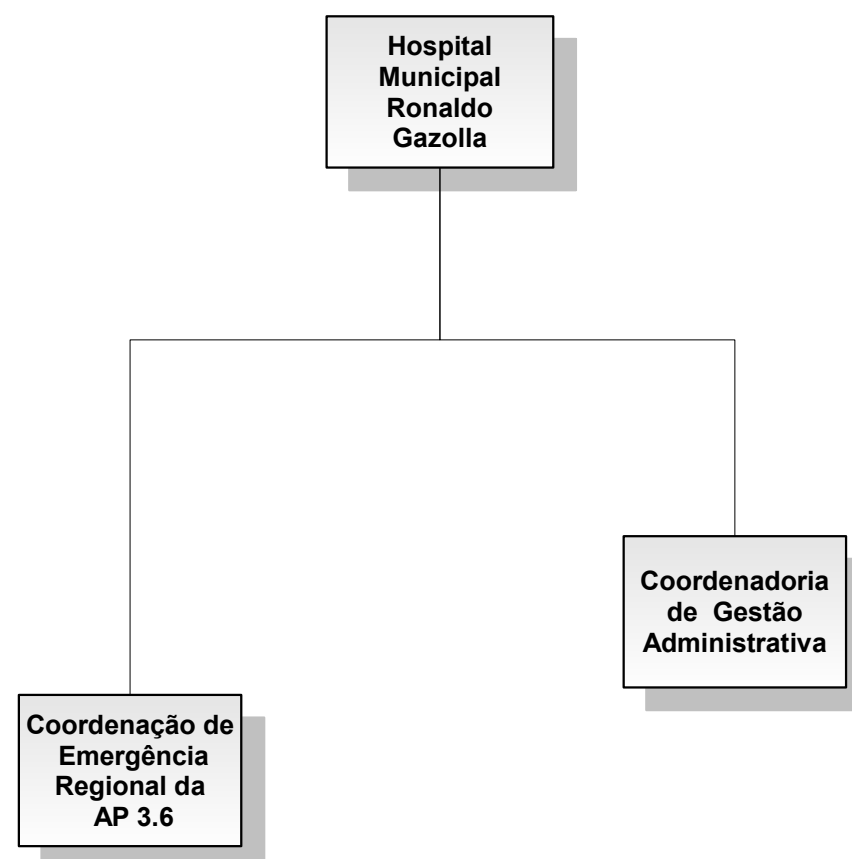 Hospital
Municipal
Ronaldo
Gazolla
Coordenadoria
de Gestão
Administrativa
Coordenação de
Emergência
Regional da
AP 3.6